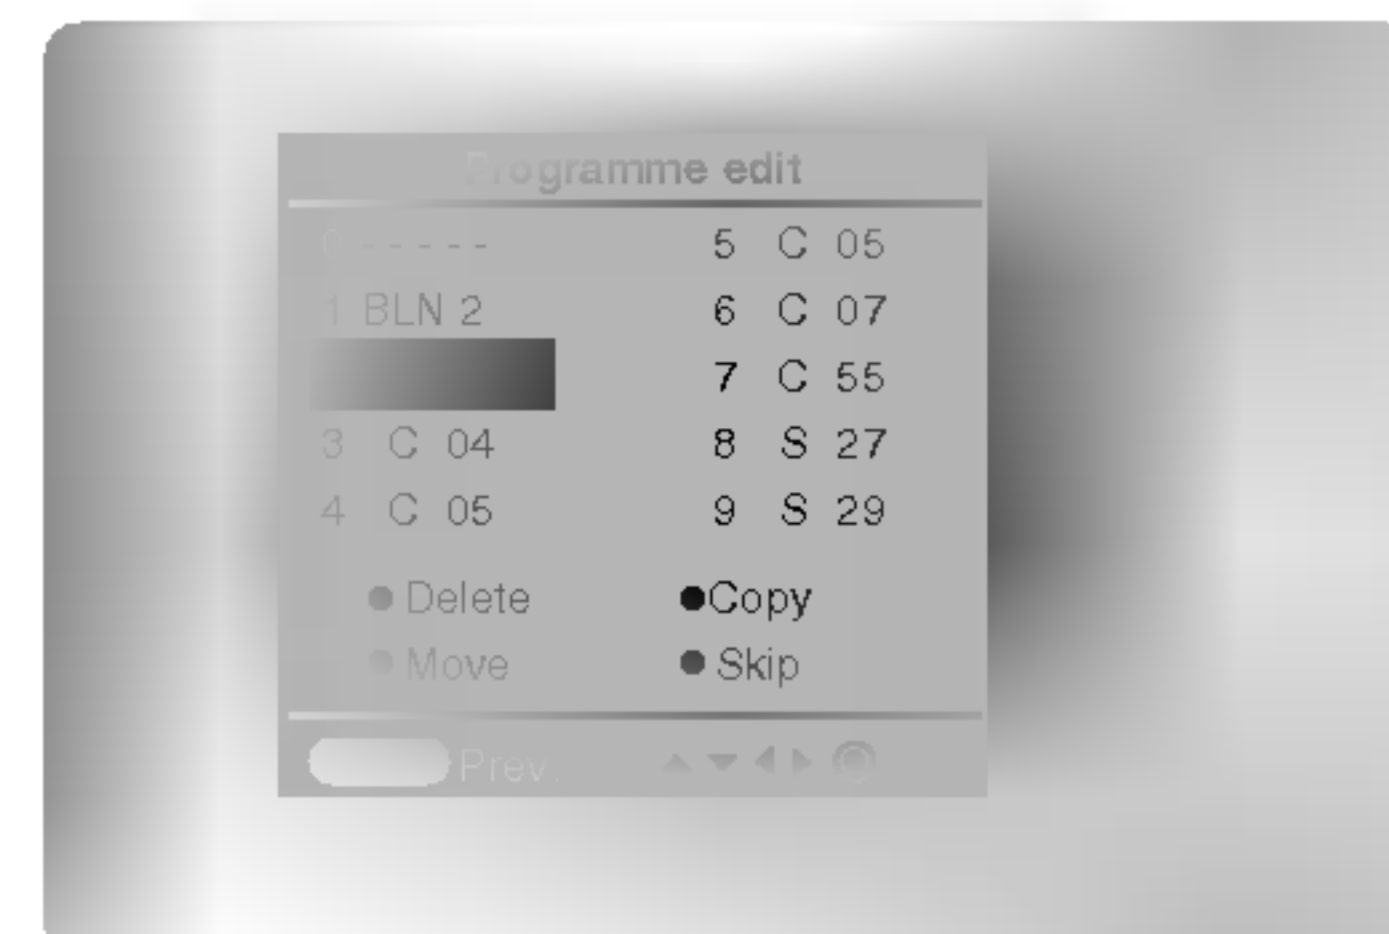 Programme edit
0 - - - - -
1 BLN 2
3 C 04
4 C 05
5 C 05
6 C 07
7 C 55
8 S 27
9 S 29
Delete
Copy
Move
Skip
Prev.